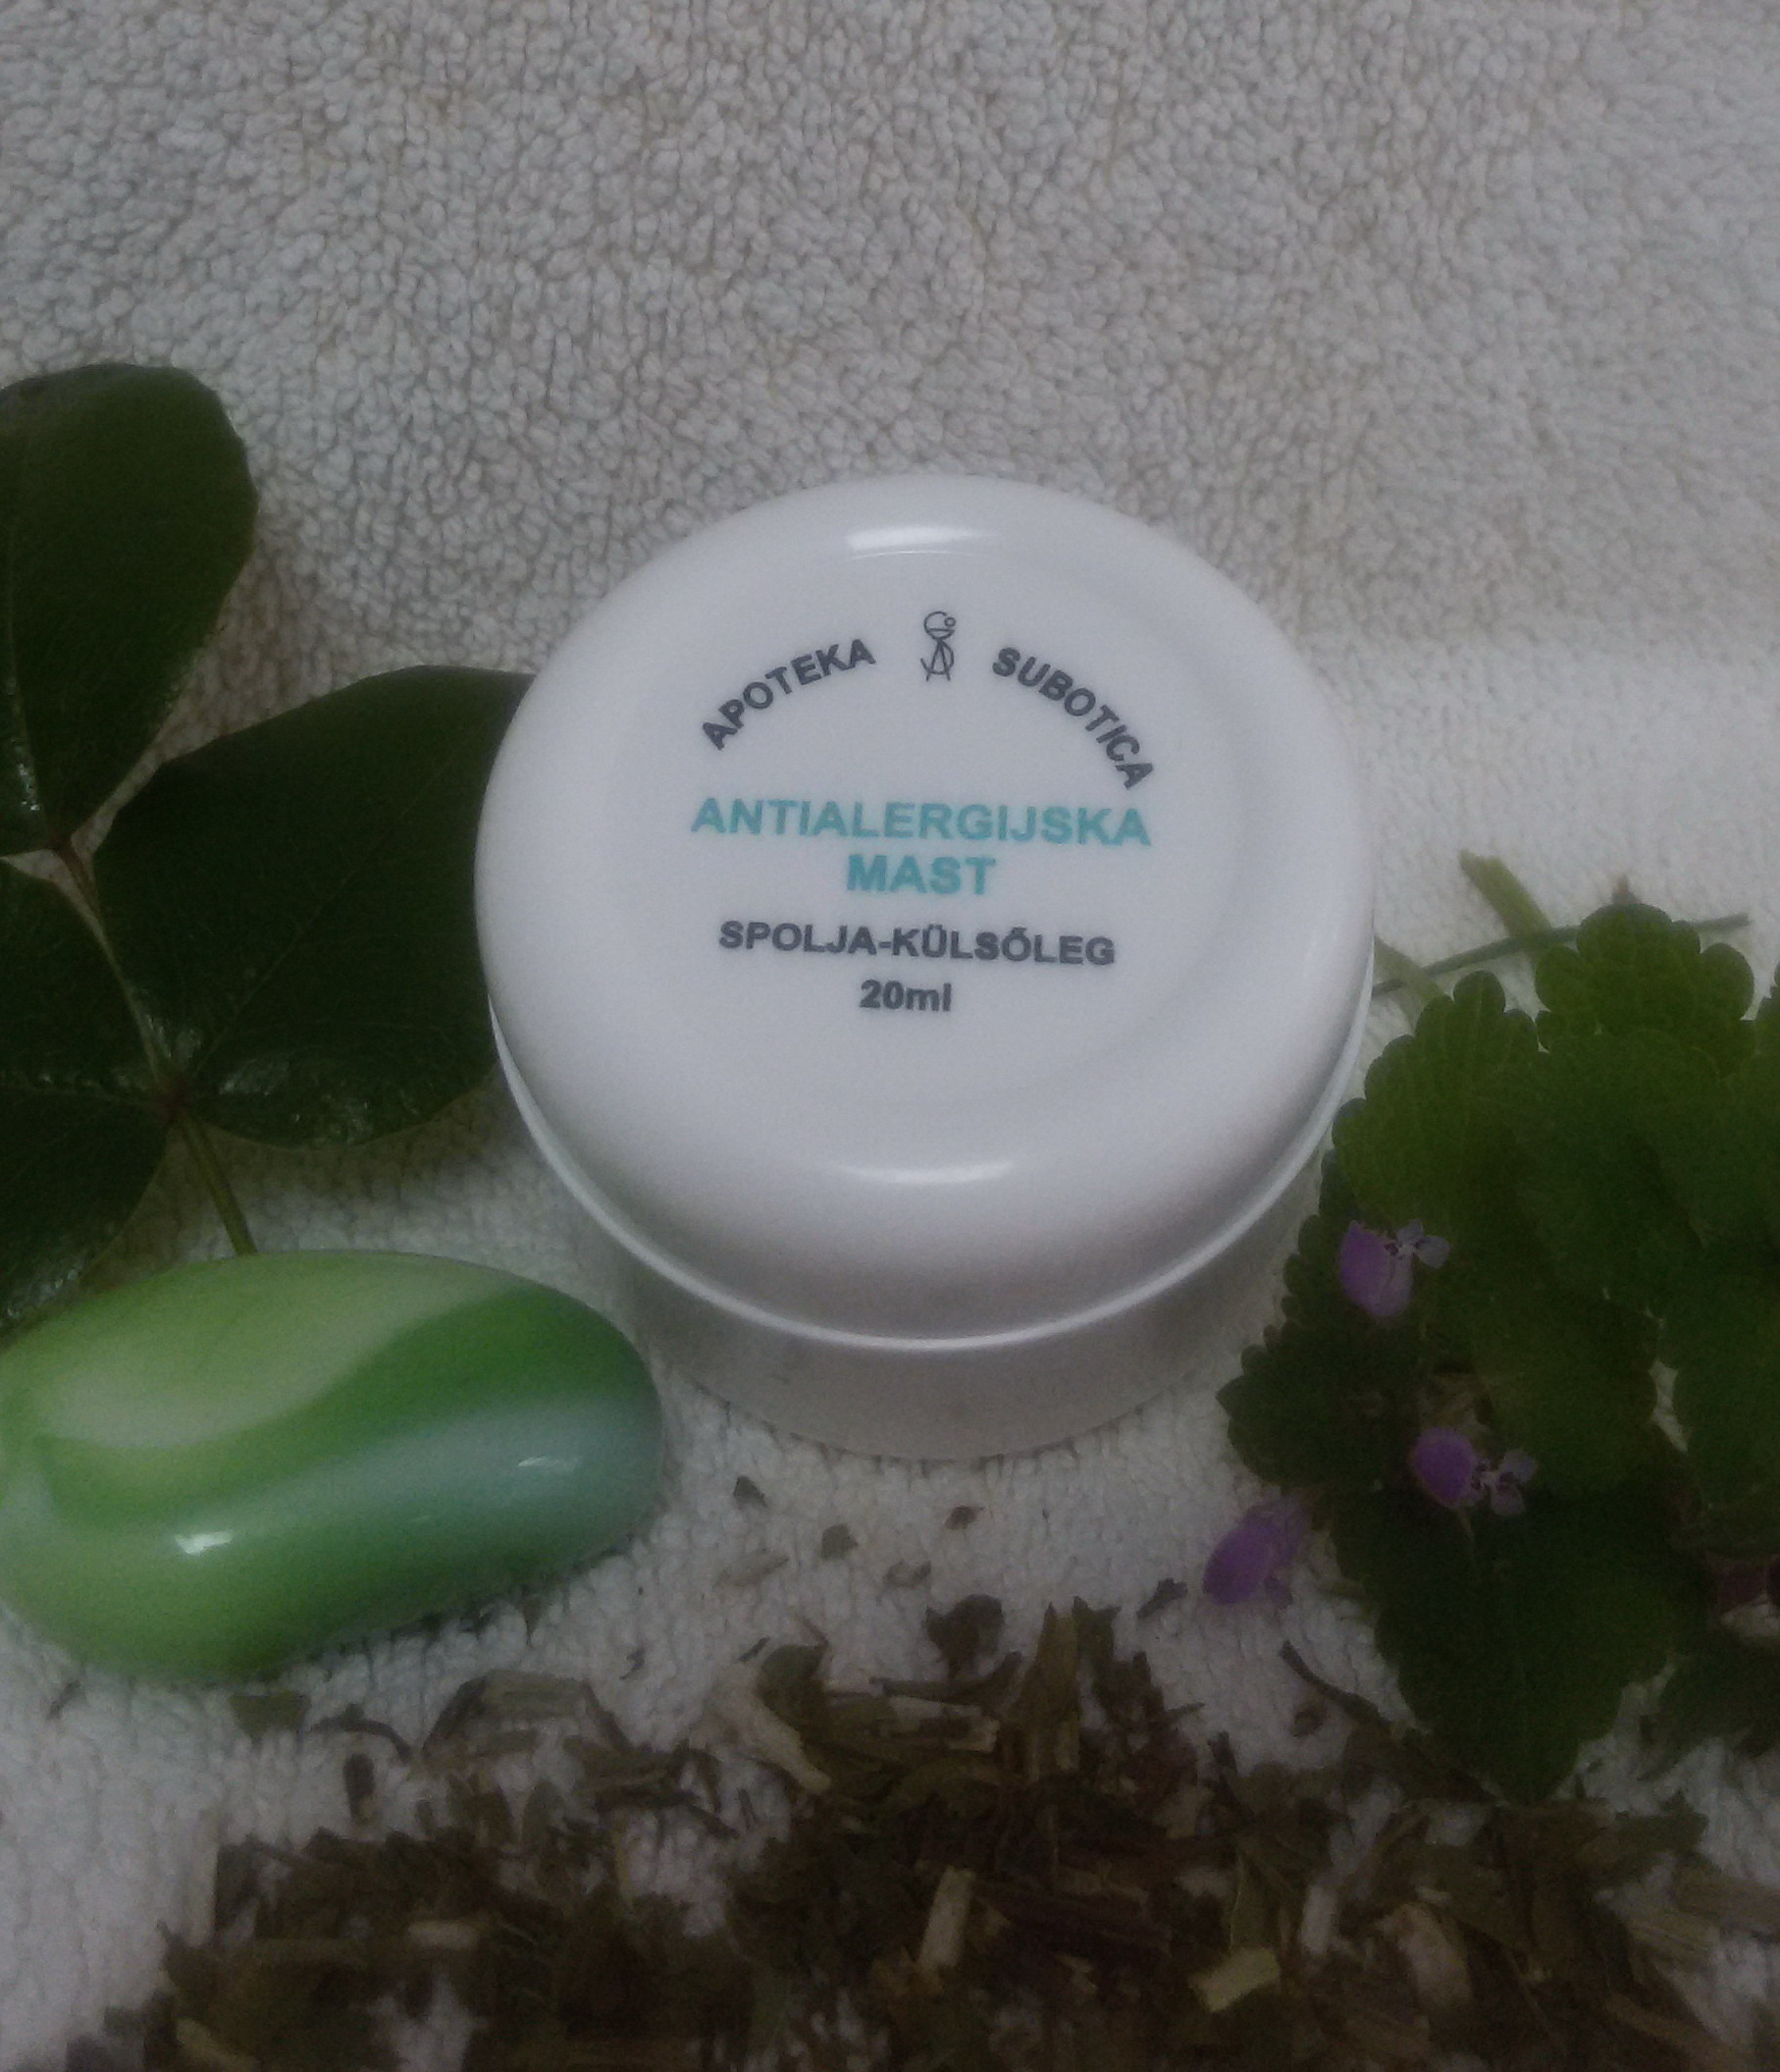 APOTEKA SUBOTICA
ANTIALERGIJSKA
MAST
SPOLJA-KÜLSŐLEG
20ml